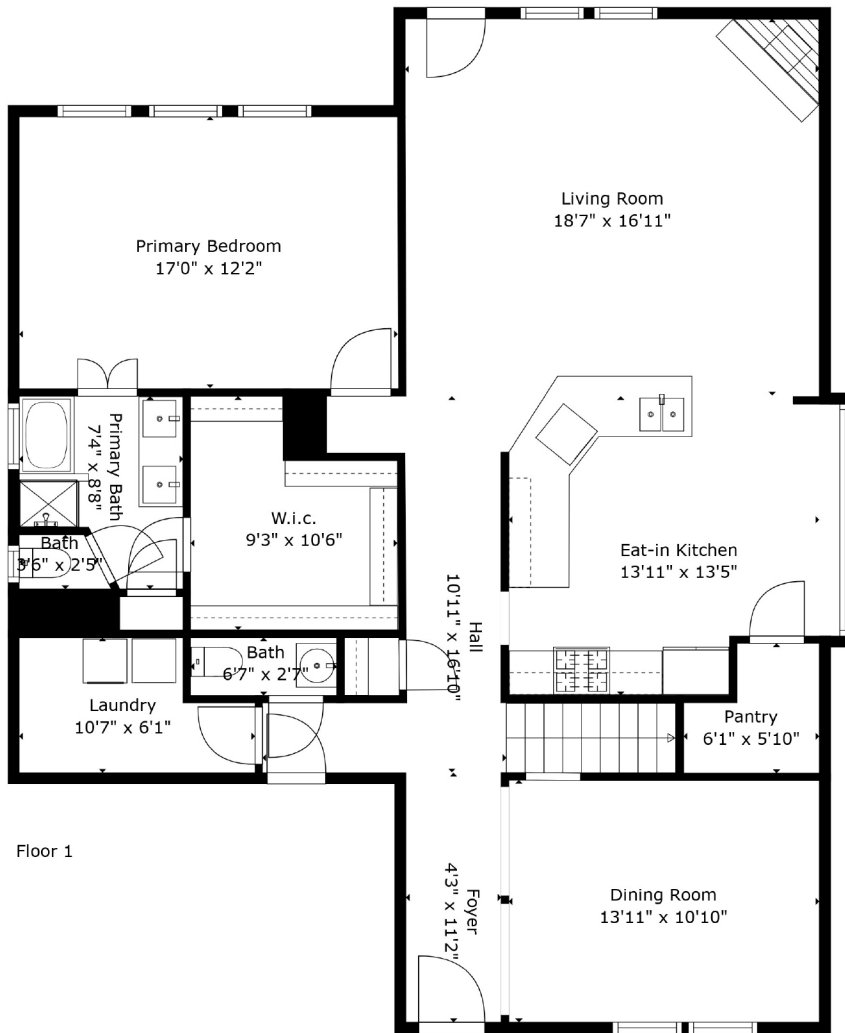 Living Room
18'7" x 16'11"
Primary Bedroom
17'0" x 12'2"
Primary Bath
7'4" x 8'8"
W.i.c.
9'3" x 10'6"
Bath
3'6" x 2'5"
Eat-in Kitchen
13'11" x 13'5"
Hall
10'11" x 16'10"
Bath
6'7" x 2'7"
Laundry
10'7" x 6'1"
Pantry
6'1" x 5'10"
Floor 1
Foyer
4'3" x 11'2"
Dining Room
13'11" x 10'10"